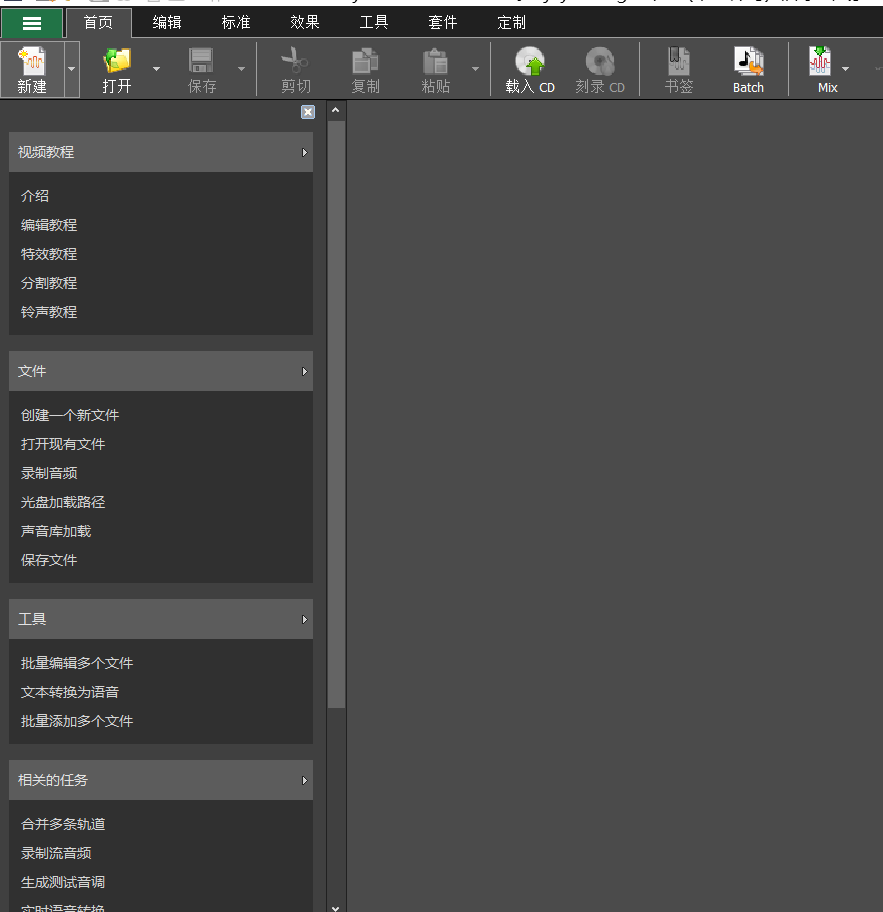 首页 编辑 标准 效果 工具 套件 定制
新建 打开 保存 剪切 复制 粘贴 载入 CD 刻录 CD 书签 Batch Mix
视频教程
介绍
编辑教程
特效教程
分割教程
铃声教程
文件
创建一个新文件
打开现有文件
录制音频
光盘加载路径
声音库加载
保存文件
工具
批量编辑多个文件
文本转换为语音
批量添加多个文件
相关的任务
合并多条轨道
录制流音频
生成测试音调
实时语音转换